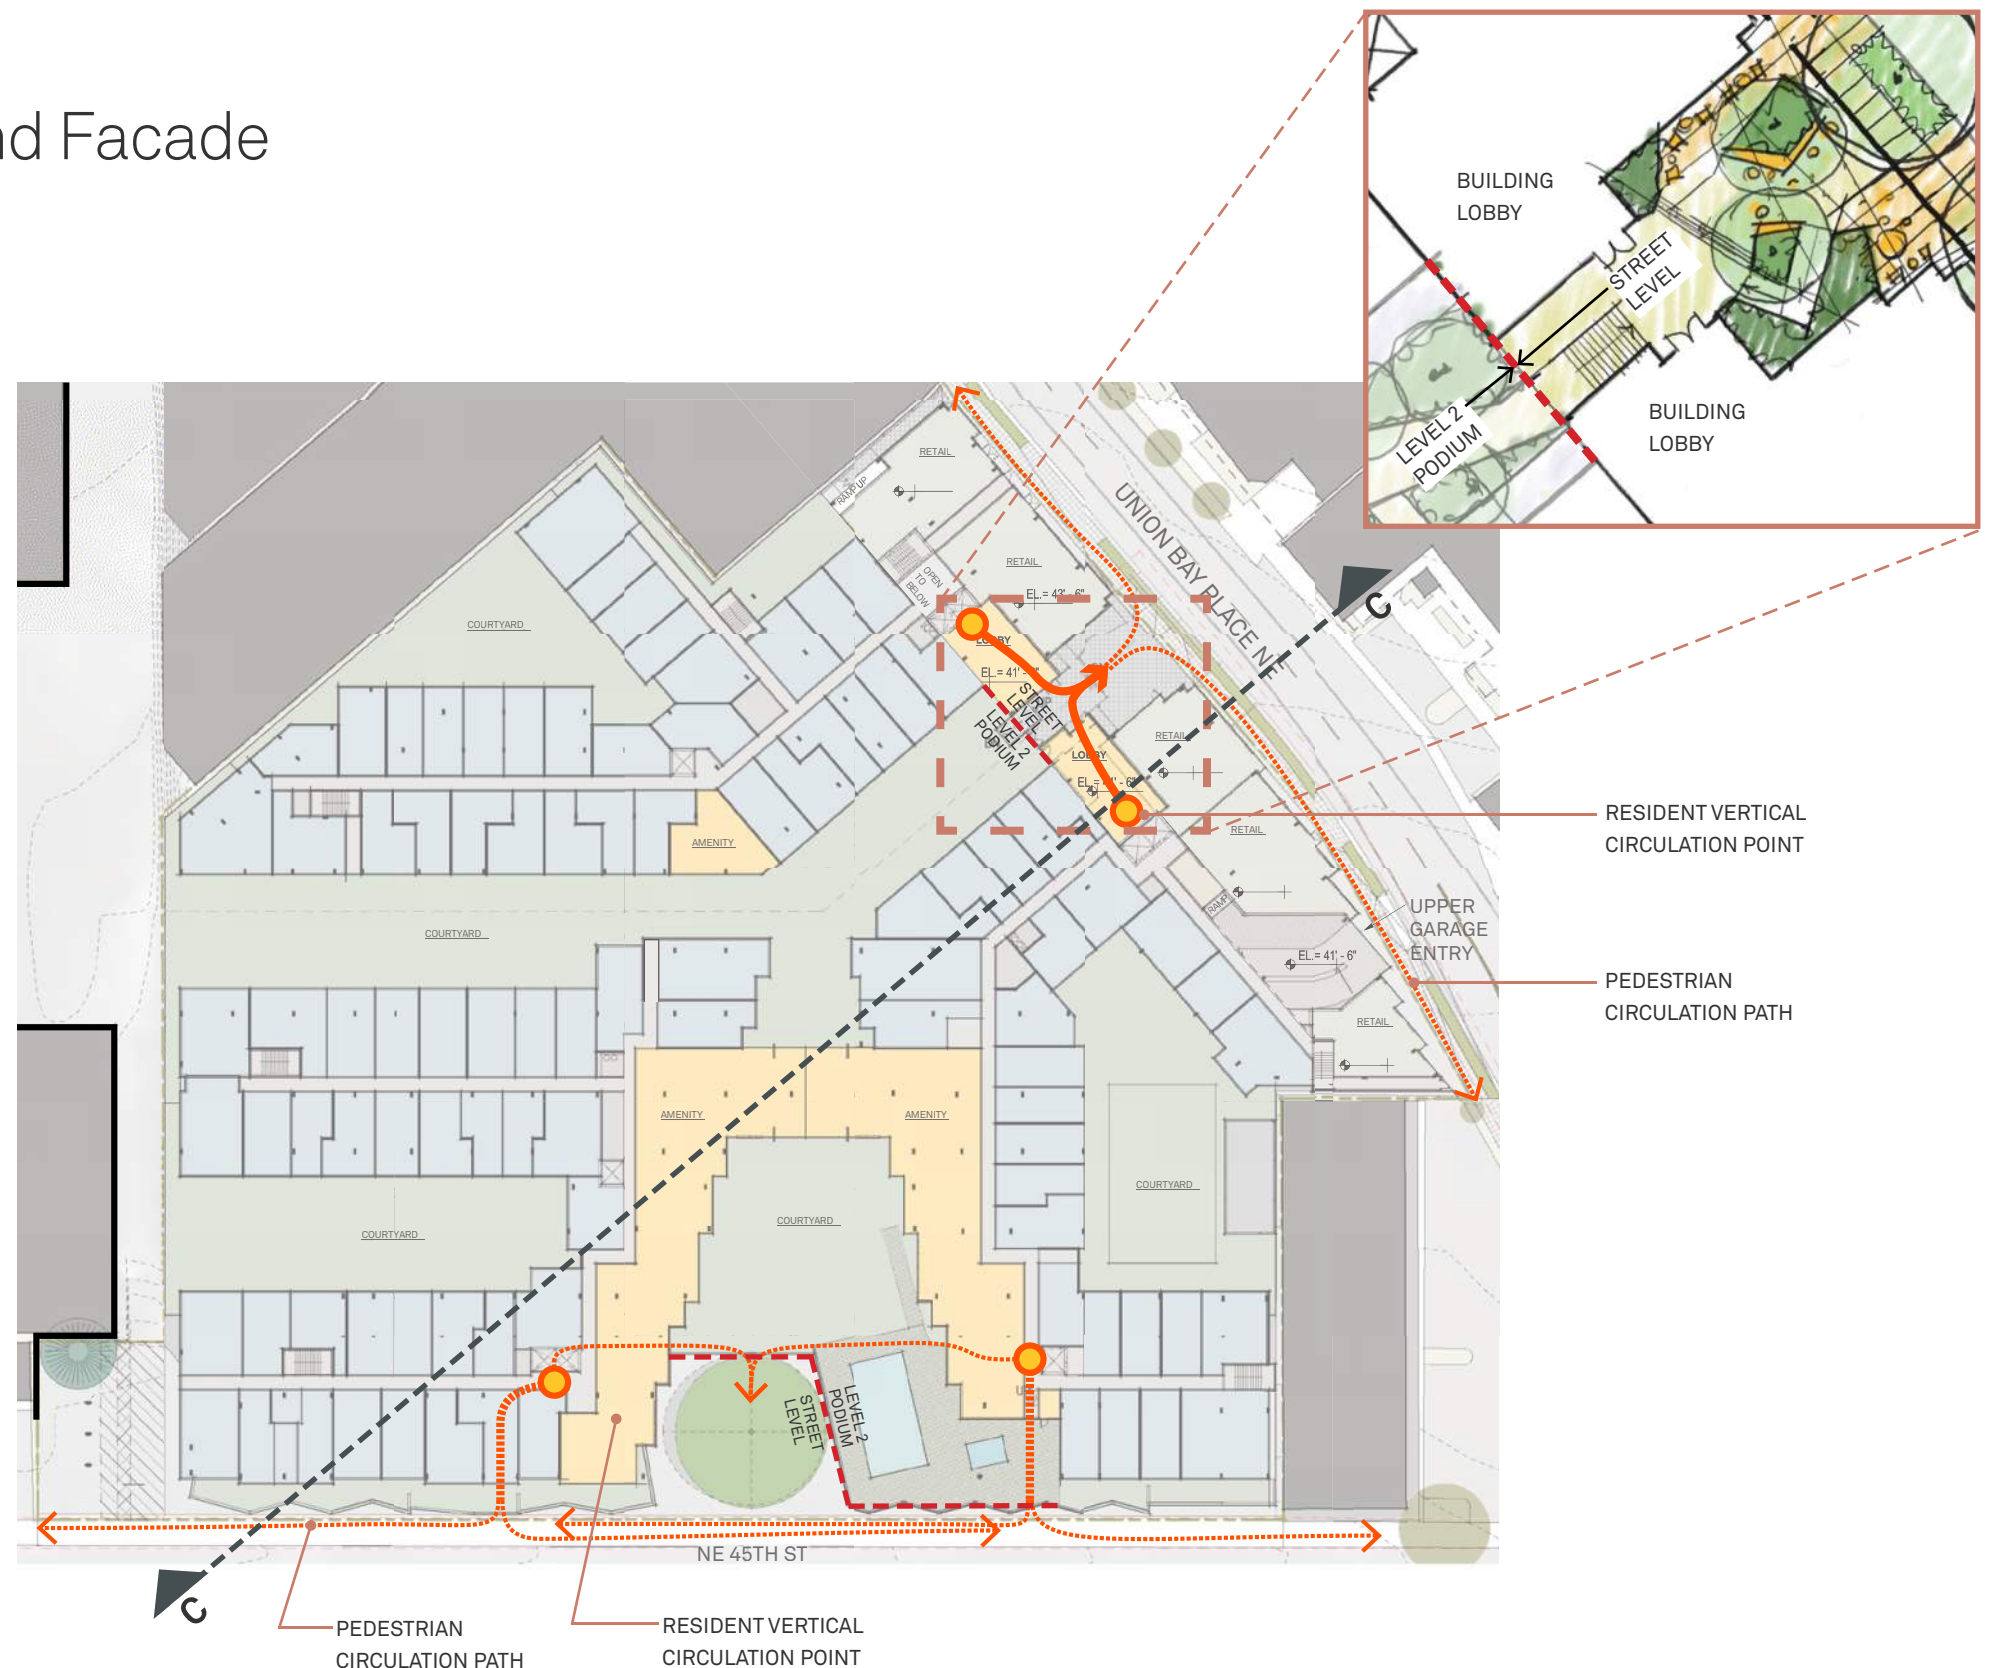 nd Facade
BUILDING
LOBBY
STREET
LEVEL
LEVEL 2
PODIUM
BUILDING
LOBBY
RETAIL
RAMP UP
UNION BAY PLACE NE
RETAIL
OPEN
TO
BELOW
EL.= 43' - 6"
C
COURTYARD
LOBBY
EL.= 41'
STREET
LEVEL
LEVEL 2
PODIUM
RETAIL
LOBBY
RESIDENT VERTICAL
CIRCULATION POINT
RETAIL
AMENITY
RAMP
UPPER
GARAGE
ENTRY
COURTYARD
EL.= 41' - 6"
PEDESTRIAN
CIRCULATION PATH
RETAIL
AMENITY
AMENITY
COURTYARD
COURTYARD
COURTYARD
STREET
LEVEL
LEVEL 2
PODIUM
NE 45TH ST
C
PEDESTRIAN
CIRCULATION PATH
RESIDENT VERTICAL
CIRCULATION POINT